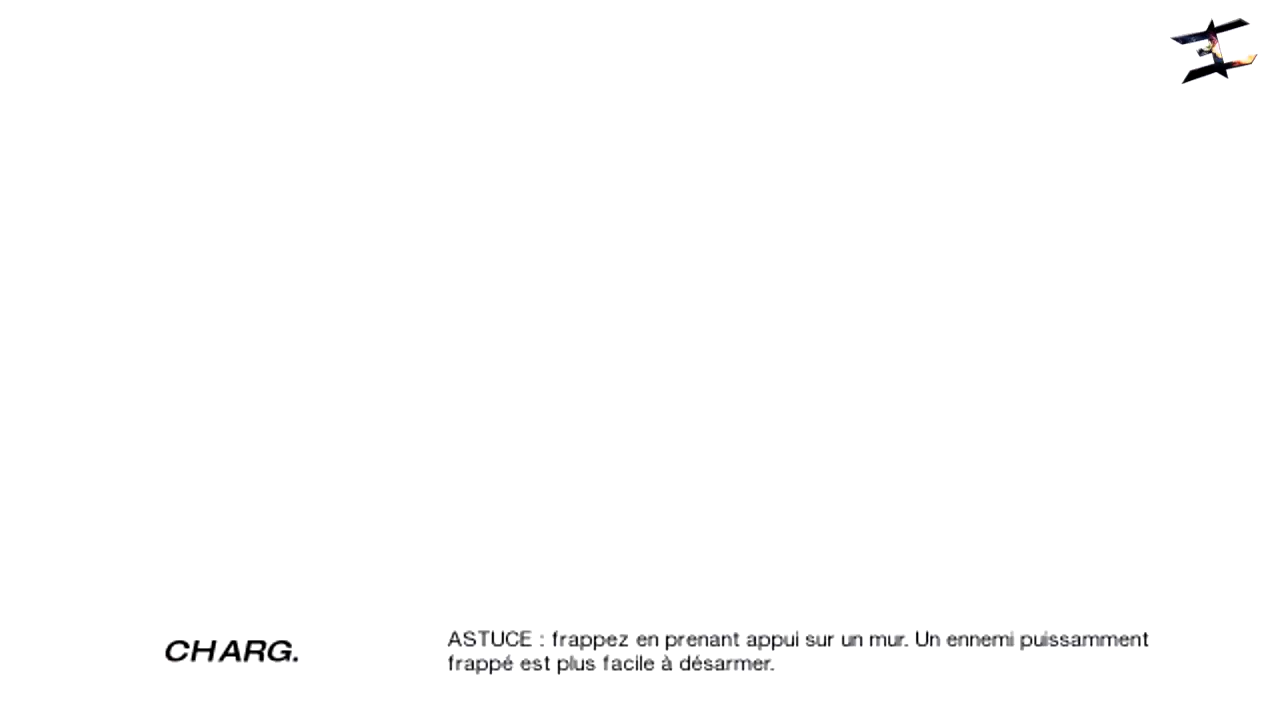 CHARG.
ASTUCE : frappez en prenant appui sur un mur. Un ennemi puissamment
frappé est plus facile à désarmer.